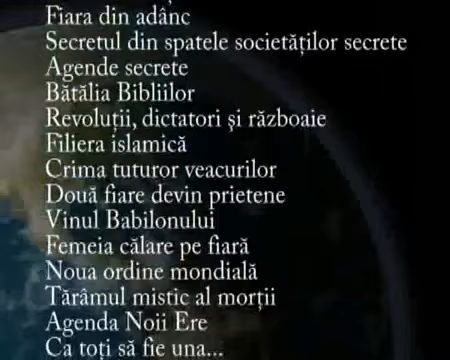 Fiara din adânc
Secretul din spatele societăților secrete
Agende secrete
Bătălia Bibliilor
Revoluții, dictatori şi războaie
Filiera islamică
Crima tuturor veacurilor
Două fiare devin prietene
Vinul Babilonului
Femeia călare pe fiară
Noua ordine mondială
Tărâmul mistic al morții
Agenda Noii Ere
Ca toți să fie una...